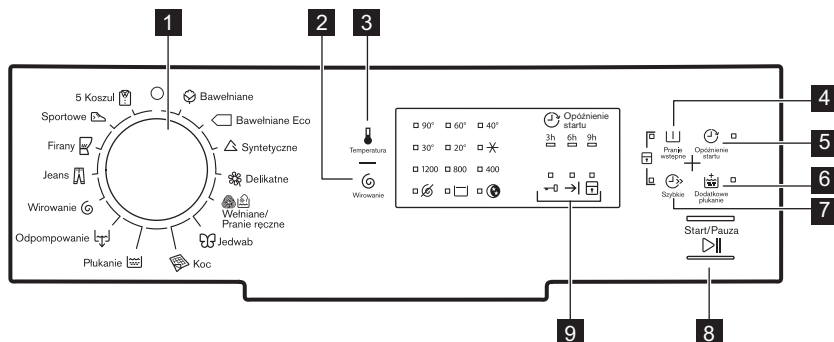 1
2
3
4
5
6
7
8
9
5 Koszul
Sportowe
Firany
Jeans
Wirowanie
Odpompowanie
Płukanie
Bawełniane
Bawełniane Eco
Syntetyczne
Delikatne
Wełniane/
Pranie ręczne
Jedwab
Koc
Temperatura
Wirowanie
90° 60° 40°
30° 20°
1200 800 400
Opóźnienie
startu
3h 6h 9h
Pranie
wstępne
Opóźnienie
startu
Szybkie
Dodatkowe
płukanie
Start/Pauza